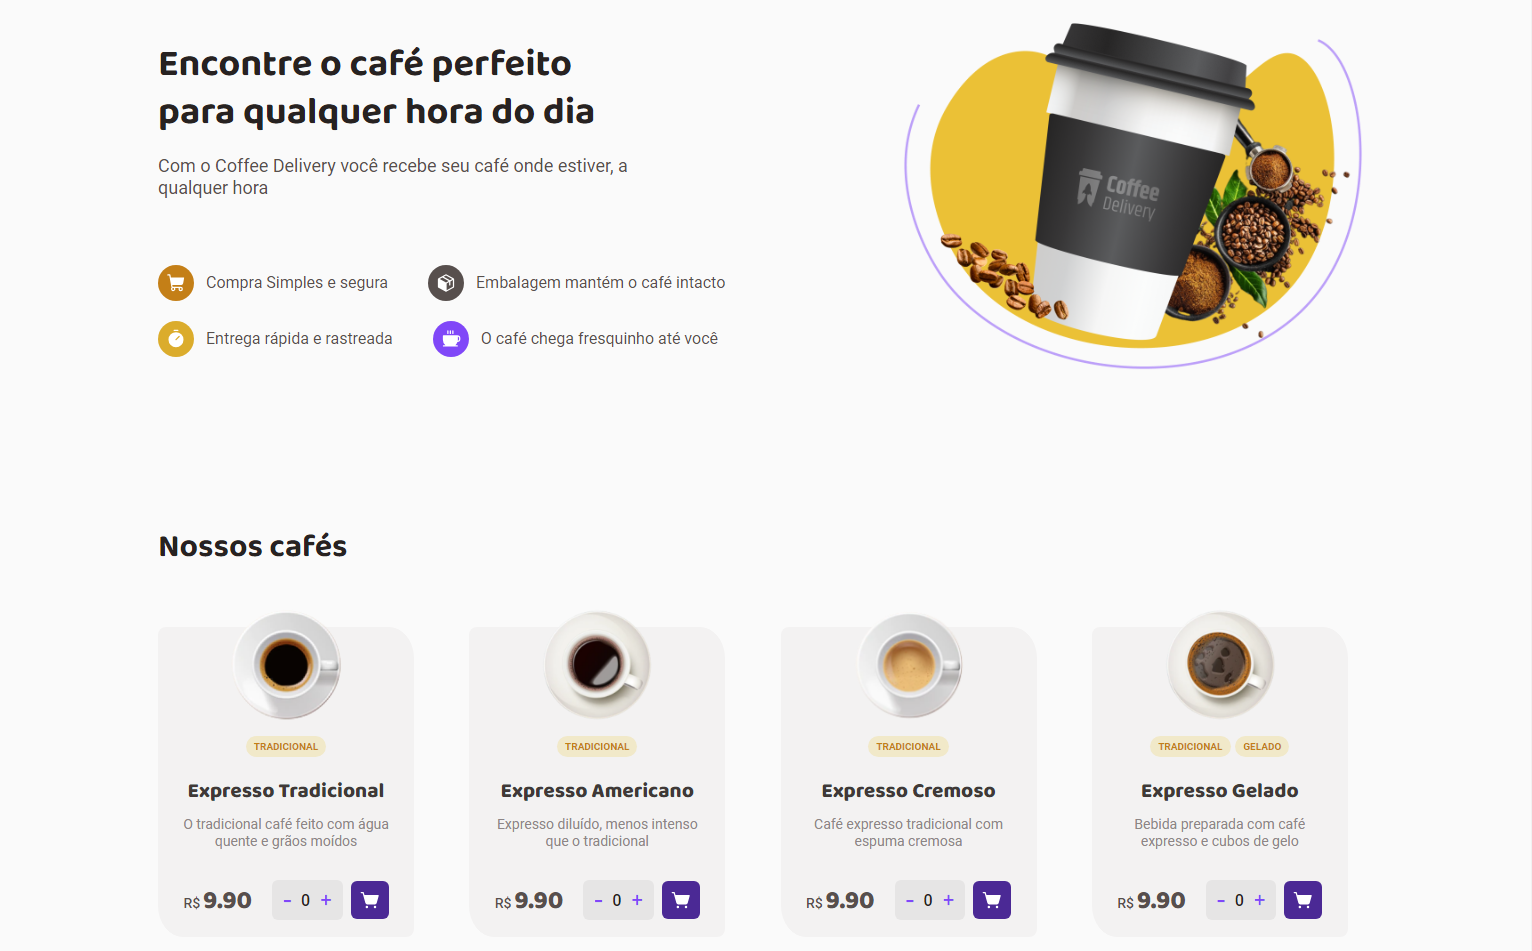 Encontre o café perfeito
para qualquer hora do dia
Com o Coffee Delivery você recebe seu café onde estiver, a
qualquer hora
Compra Simples e segura
Embalagem mantém o café intacto
Entrega rápida e rastreada
O café chega fresquinho até você
Coffee
Delivery
Nossos cafés
TRADICIONAL
Expresso Tradicional
O tradicional café feito com água
quente e grãos moídos
R$ 9.90 - 0 +
TRADICIONAL
Expresso Americano
Expresso diluído, menos intenso
que o tradicional
R$ 9.90 - 0 +
TRADICIONAL
Expresso Cremoso
Café expresso tradicional com
espuma cremosa
R$ 9.90 - 0 +
TRADICIONAL GELADO
Expresso Gelado
Bebida preparada com café
expresso e cubos de gelo
R$ 9.90 - 0 +